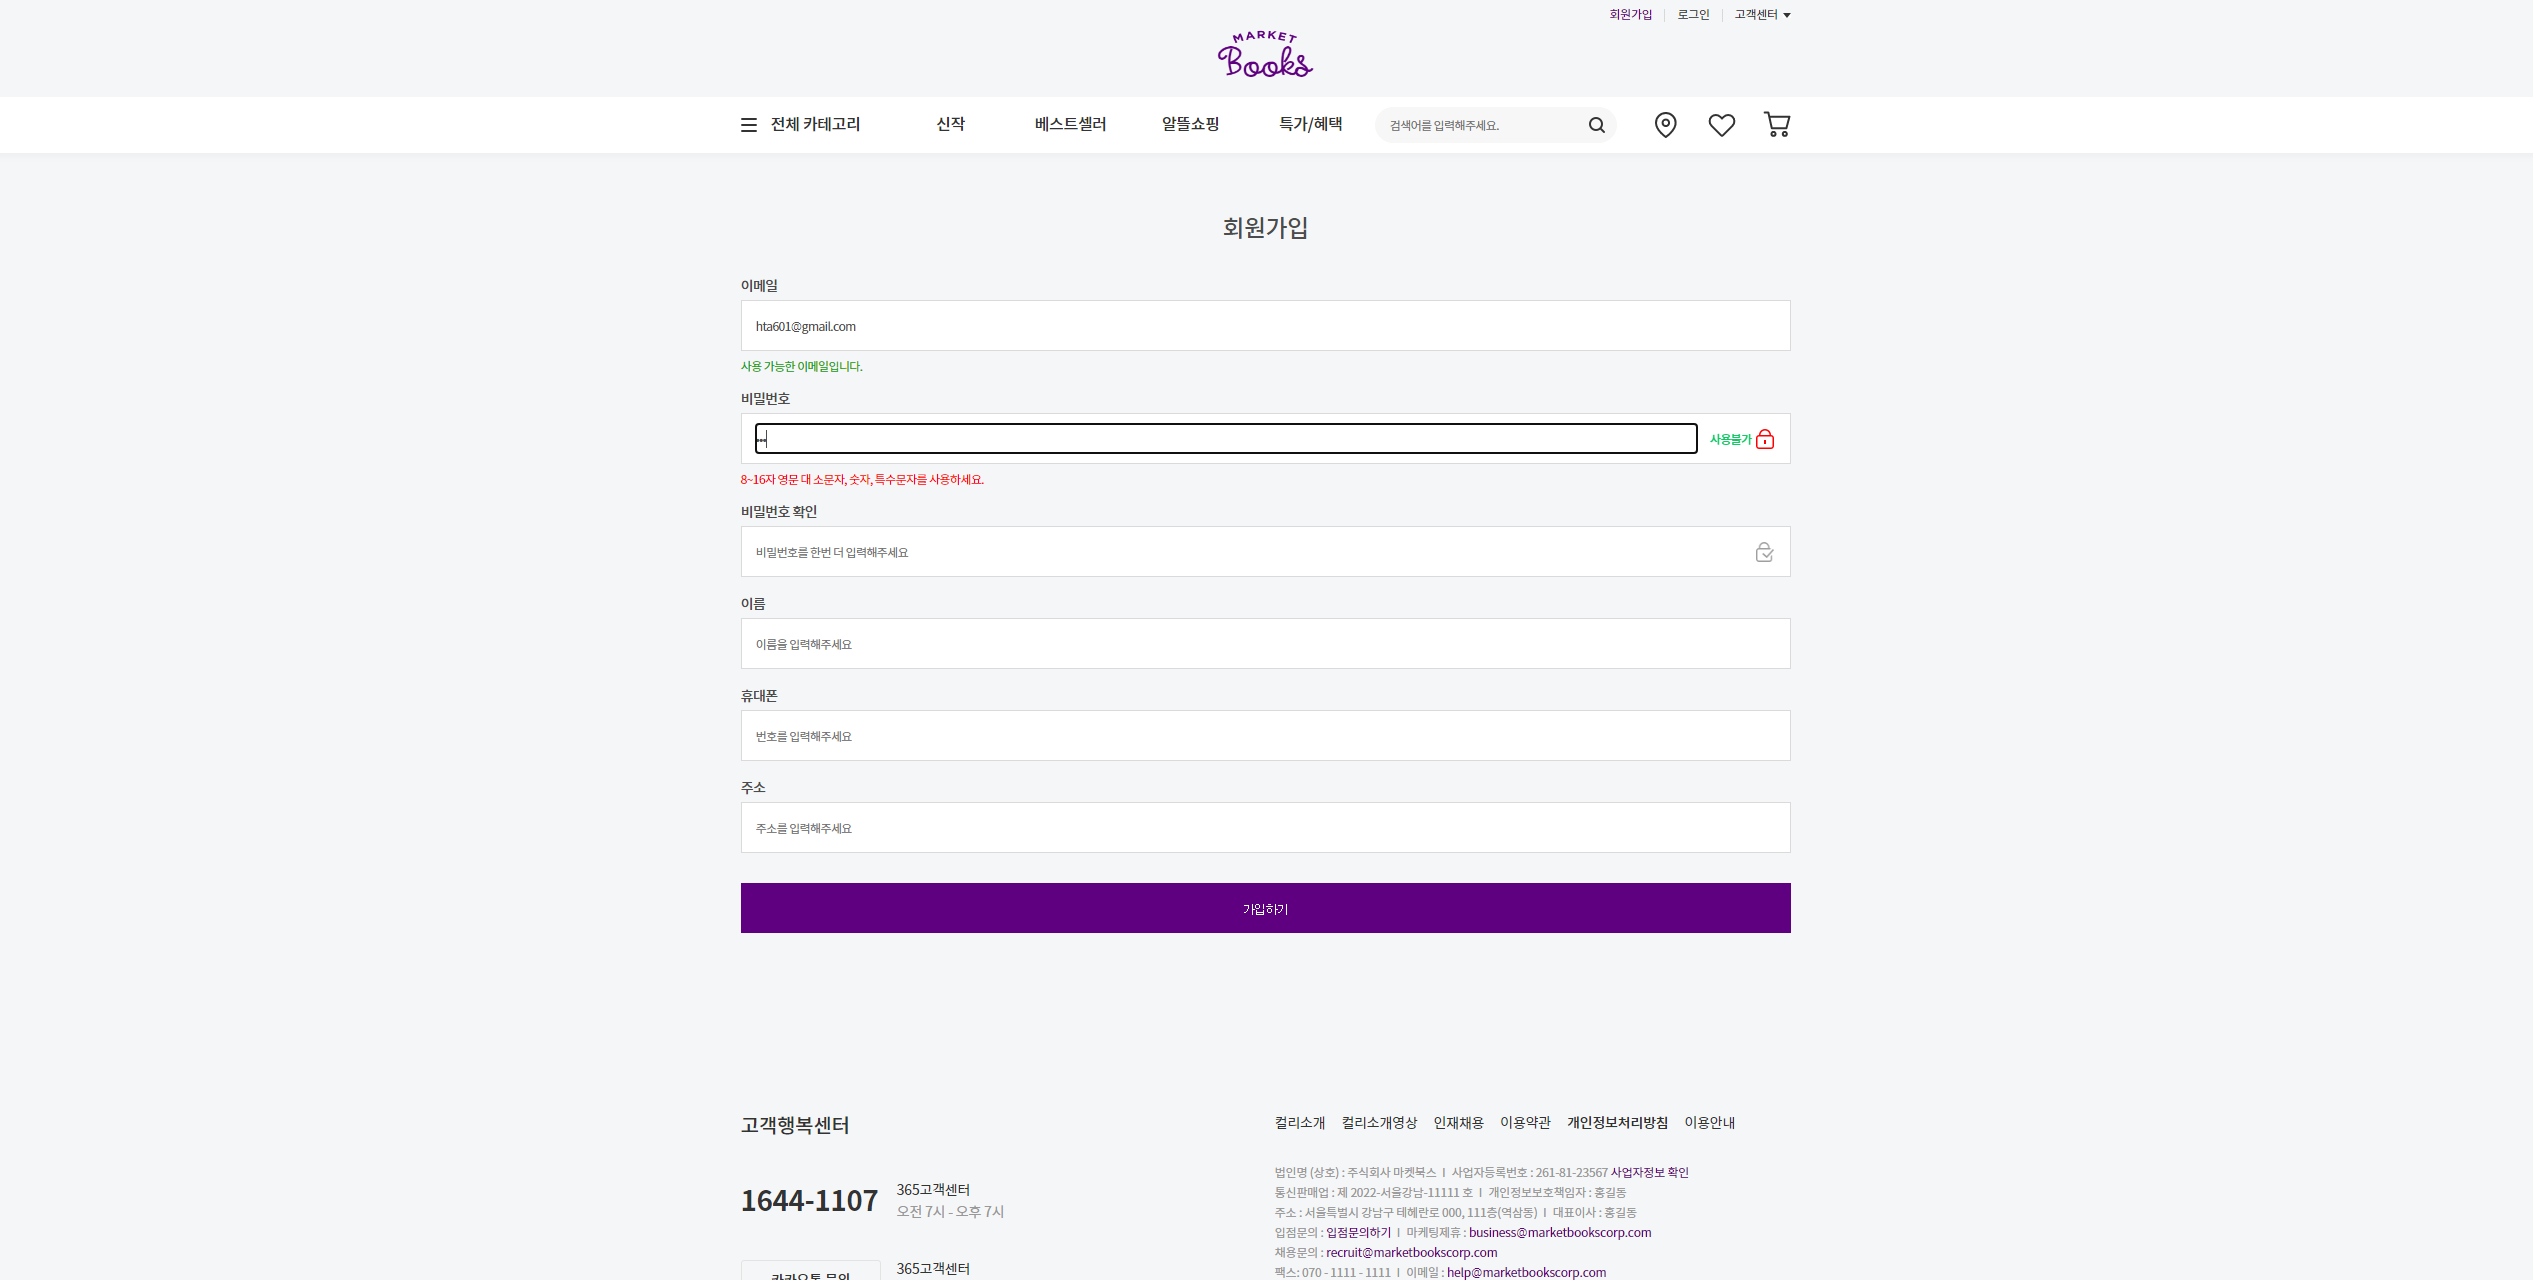 회원가입 로그인 고객센터
MARKET
Books
전체 카테고리 신작 베스트셀러 알뜰쇼핑 특가/혜택 검색어를 입력해주세요.
회원가입
이메일
hta601@gmail.com
사용 가능한 이메일입니다.
비밀번호
•••
사용불가
8~16자 영문 대 소문자, 숫자, 특수문자를 사용하세요.
비밀번호 확인
비밀번호를 한번 더 입력해주세요
이름
이름을 입력해주세요
휴대폰
번호를 입력해주세요
주소
주소를 입력해주세요
가입하기
고객행복센터
1644-1107 365고객센터
오전 7시 - 오후 7시
카카오톡 문의 365고객센터
컬리소개 컬리소개영상 인재채용 이용약관 개인정보처리방침 이용안내
법인명 (상호) : 주식회사 마켓북스 I 사업자등록번호 : 261-81-23567 사업자정보 확인
통신판매업 : 제 2022-서울강남-11111 호 I 개인정보보호책임자 : 홍길동
주소 : 서울특별시 강남구 테헤란로 000, 111층(역삼동) I 대표이사 : 홍길동
입점문의 : 입점문의하기 I 마케팅제휴 : business@marketbookscorp.com
채용문의 : recruit@marketbookscorp.com
팩스: 070 - 1111 - 1111 I 이메일 : help@marketbookscorp.com